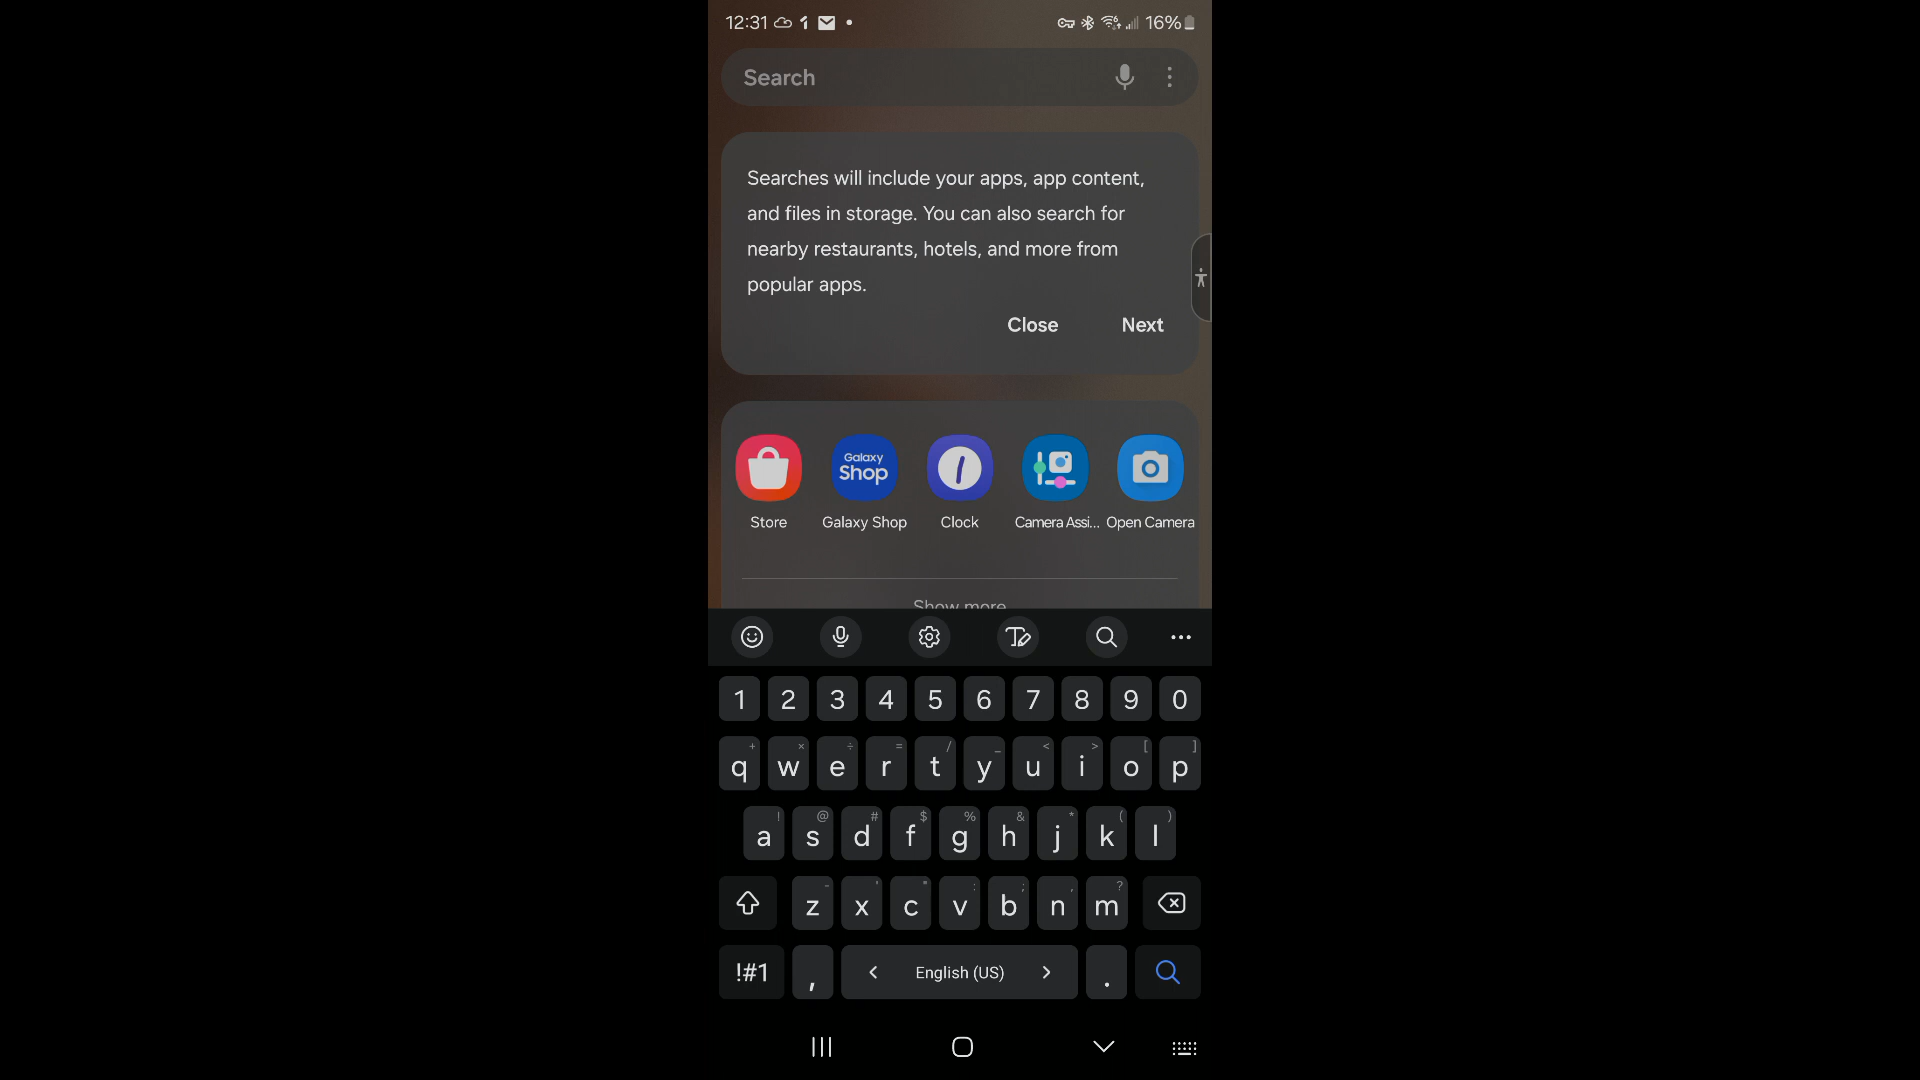 12:31
16%
Search
Searches will include your apps, app content,
and files in storage. You can also search for
nearby restaurants, hotels, and more from
popular apps.
Close Next
Galaxy
Shop
Store Galaxy Shop Clock Camera Assi... Open Camera
Show more
1 2 3 4 5 6 7 8 9 0
+ × ÷ = / _ < > [ ]
q w e r t y u i o p
! @ # $ % & * ( )
a s d f g h j k l
- ' " : ; , ?
z x c v b n m
!#1 , < English (US) > .